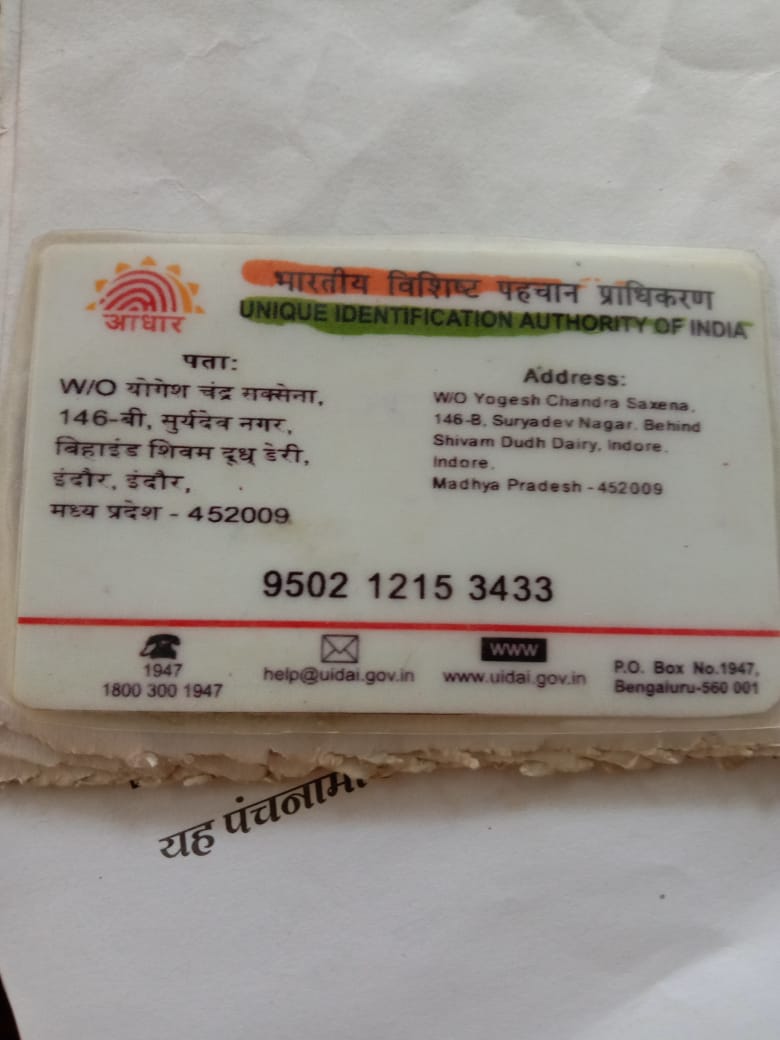 आधार
भारतीय विशिष्ट पहचान प्राधिकरण
UNIQUE IDENTIFICATION AUTHORITY OF INDIA
पता:
W/O योगेश चंद्र सक्सेना,
146-बी, सुर्यदेव नगर,
बिहाइंड शिवम दूध डेरी,
इंदौर, इंदौर,
मध्य प्रदेश - 452009
Address:
W/O Yogesh Chandra Saxena,
146-B, Suryadev Nagar, Behind
Shivam Dudh Dairy, Indore,
Indore,
Madhya Pradesh - 452009
9502 1215 3433
1947
1800 300 1947
help@uidai.gov.in
WWW
www.uidai.gov.in
P.O. Box No.1947,
Bengaluru-560 001
यह पंचनामा